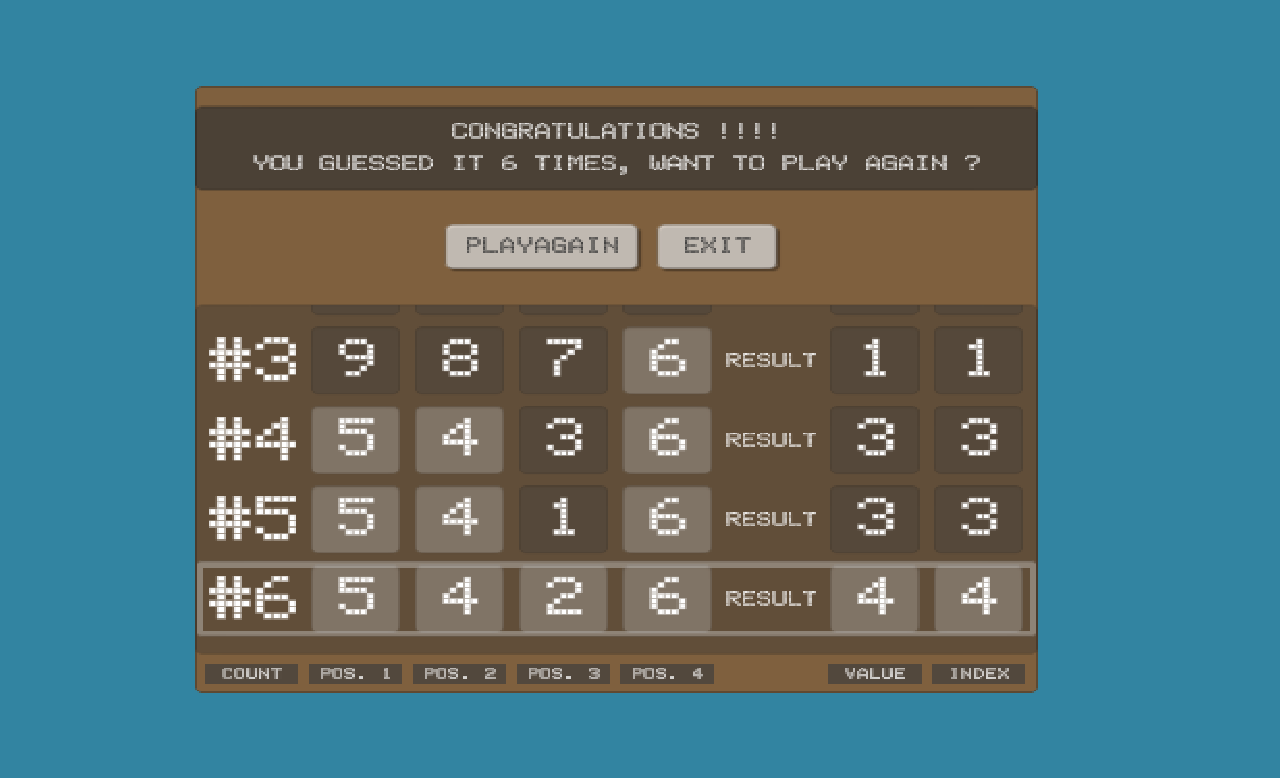 CONGRATULATIONS !!!!
YOU GUESSED IT 6 TIMES, WANT TO PLAY AGAIN ?
PLAYAGAIN EXIT
#3 9 8 7 6 RESULT 1 1
#4 5 4 3 6 RESULT 3 3
#5 5 4 1 6 RESULT 3 3
#6 5 4 2 6 RESULT 4 4
COUNT POS. 1 POS. 2 POS. 3 POS. 4 VALUE INDEX